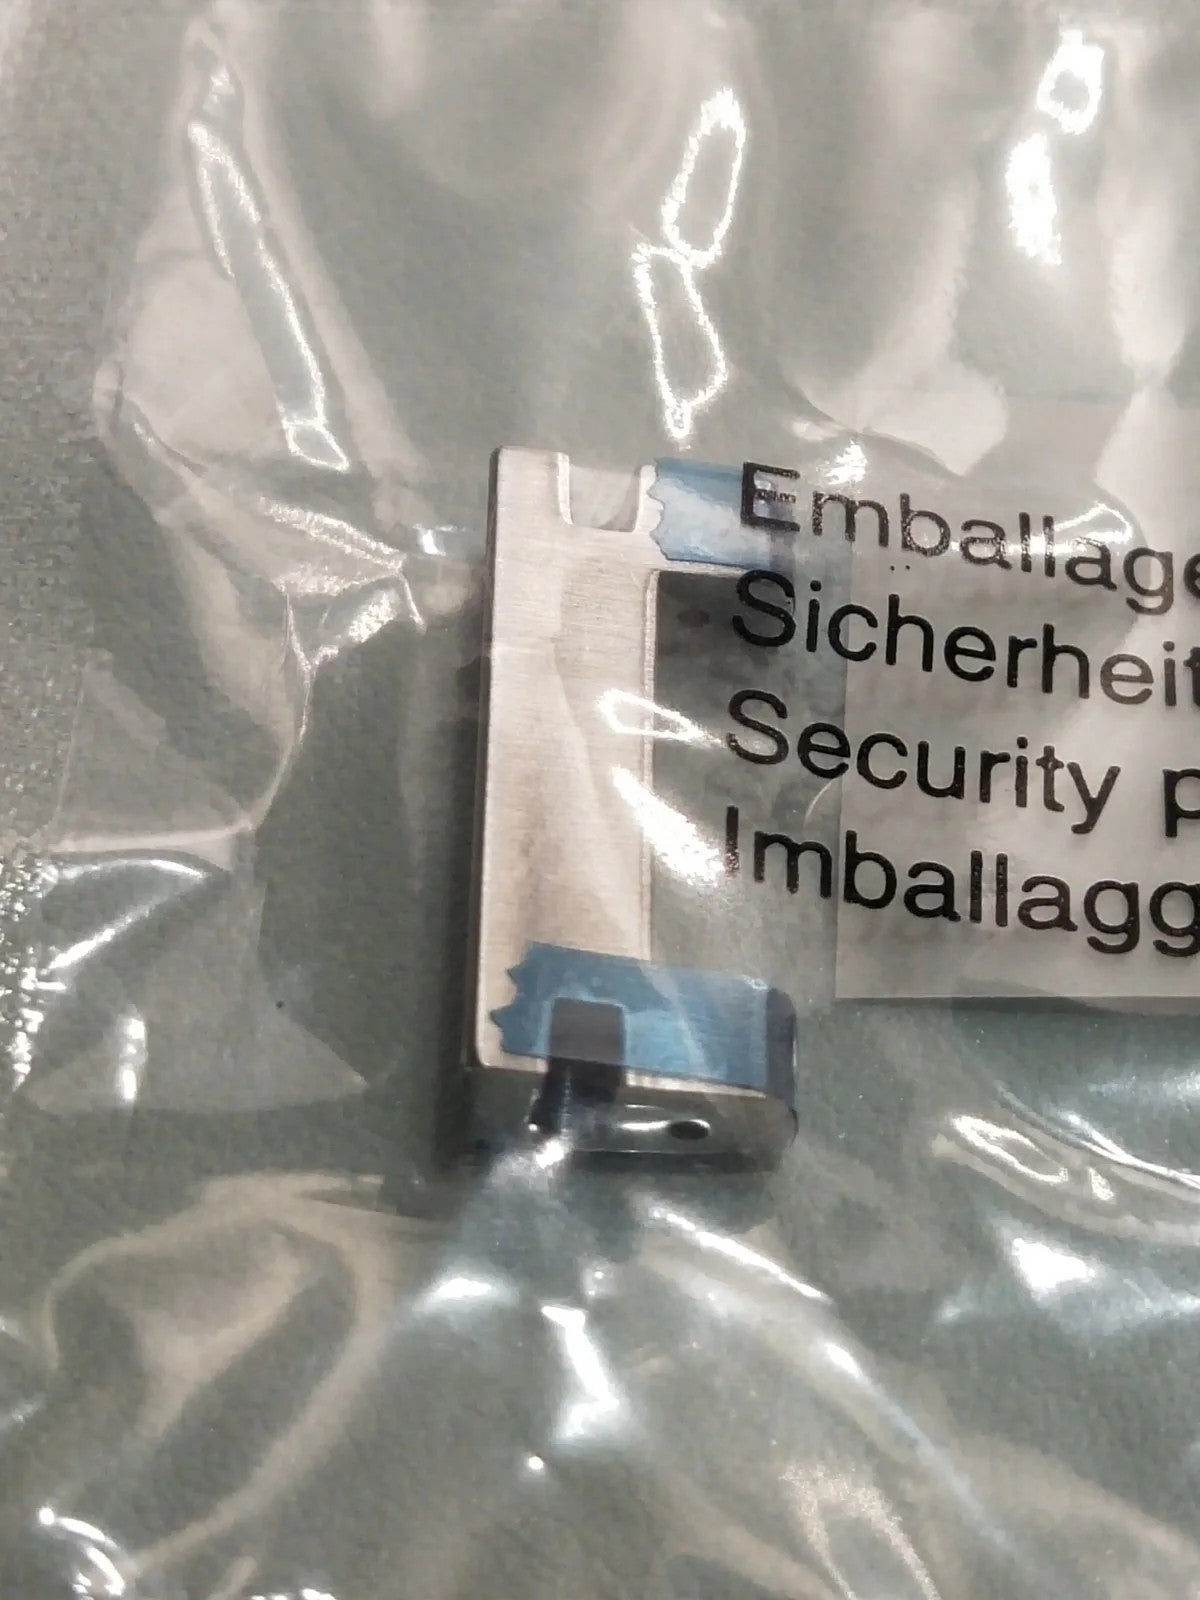 Emballage
Sicherheit
Security p
Imballagg